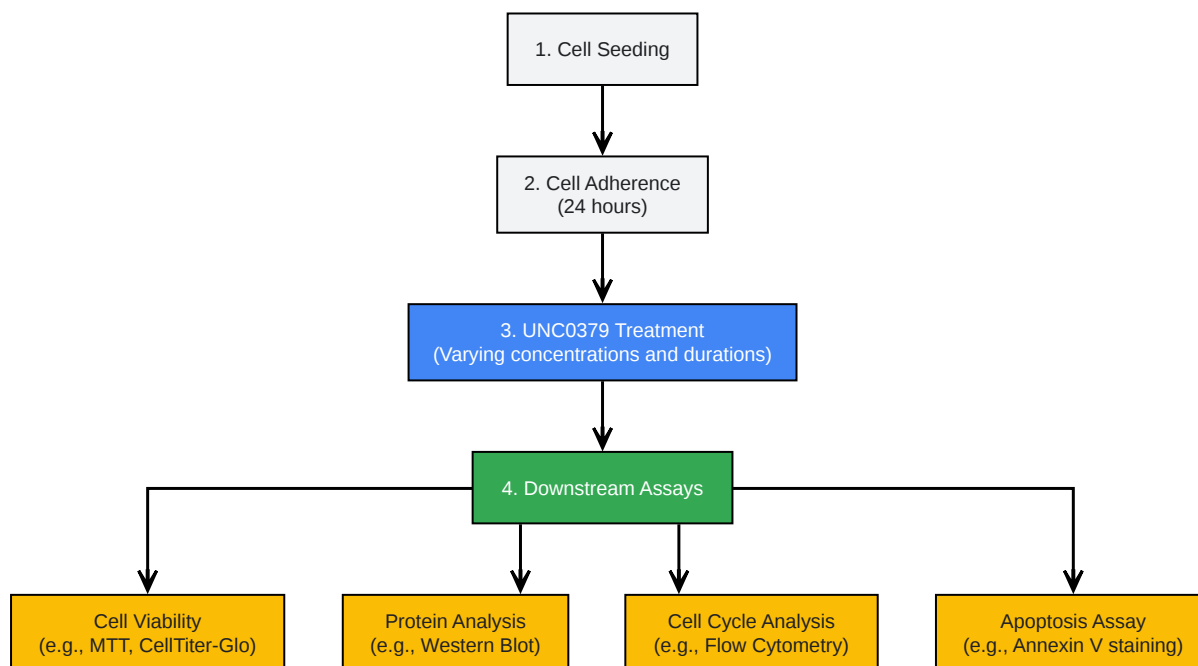 1. Cell Seeding
2. Cell Adherence
(24 hours)
3. UNC0379 Treatment
(Varying concentrations and durations)
4. Downstream Assays
Cell Viability
(e.g., MTT, CellTiter-Glo)
Protein Analysis
(e.g., Western Blot)
Cell Cycle Analysis
(e.g., Flow Cytometry)
Apoptosis Assay
(e.g., Annexin V staining)